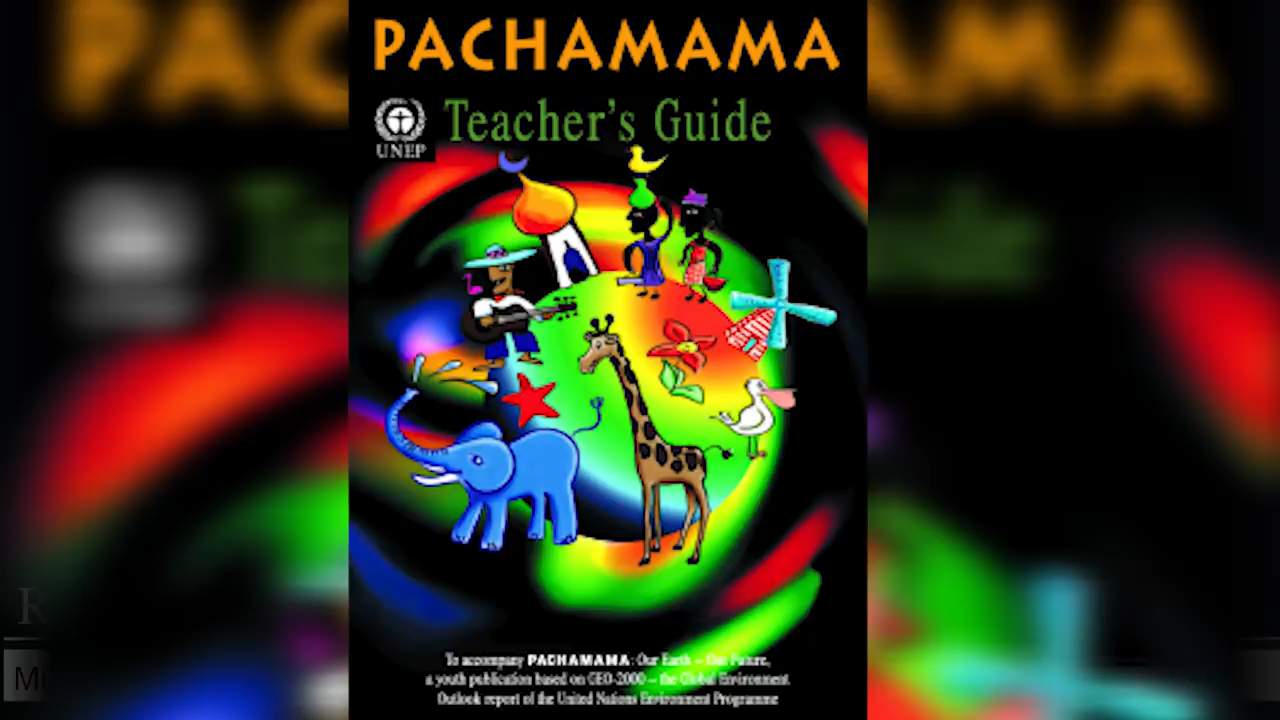 PACHAMAMA
Teacher's Guide
UNEP
To accompany PACHAMAMA: Our Earth – Our Future,
a youth publication based on GEO-2000 – the Global Environment
Outlook report of the United Nations Environment Programme